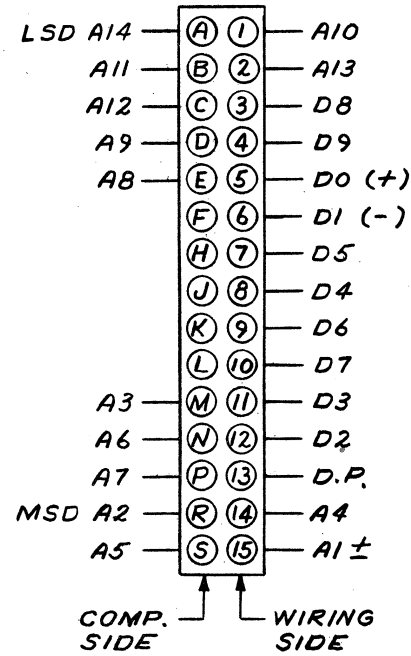 LSD A14 A 1 A10
A11 B 2 A13
A12 C 3 D8
A9 D 4 D9
A8 E 5 D0 (+)
F 6 D1 (-)
H 7 D5
J 8 D4
K 9 D6
L 10 D7
A3 M 11 D3
A6 N 12 D2
A7 P 13 D.P.
MSD A2 R 14 A4
A5 S 15 A1 ±
COMP. WIRING
SIDE SIDE